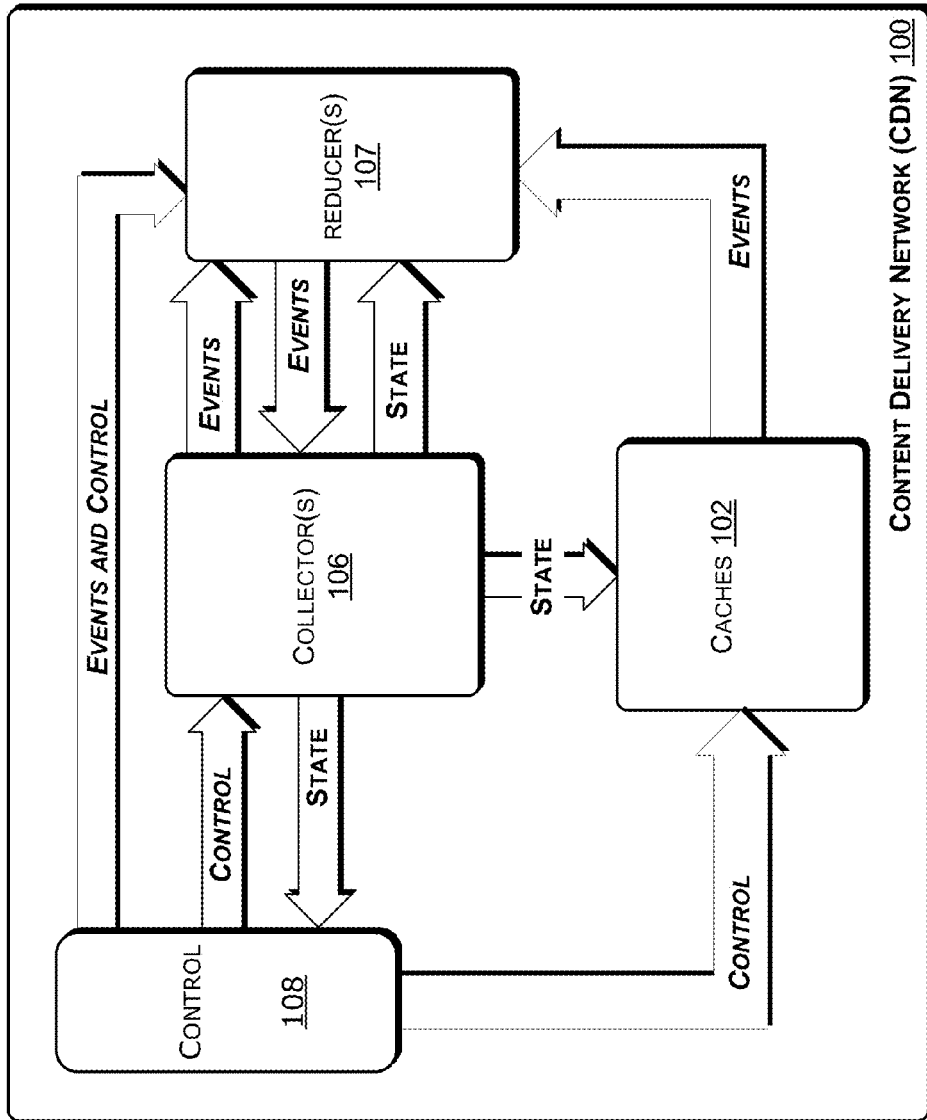 EVENTS AND CONTROL
CONTROL
108
CONTROL
STATE
COLLECTOR(S)
106
EVENTS
EVENTS
STATE
REDUCER(S)
107
STATE
CONTROL
CACHES 102
EVENTS
CONTENT DELIVERY NETWORK (CDN) 100